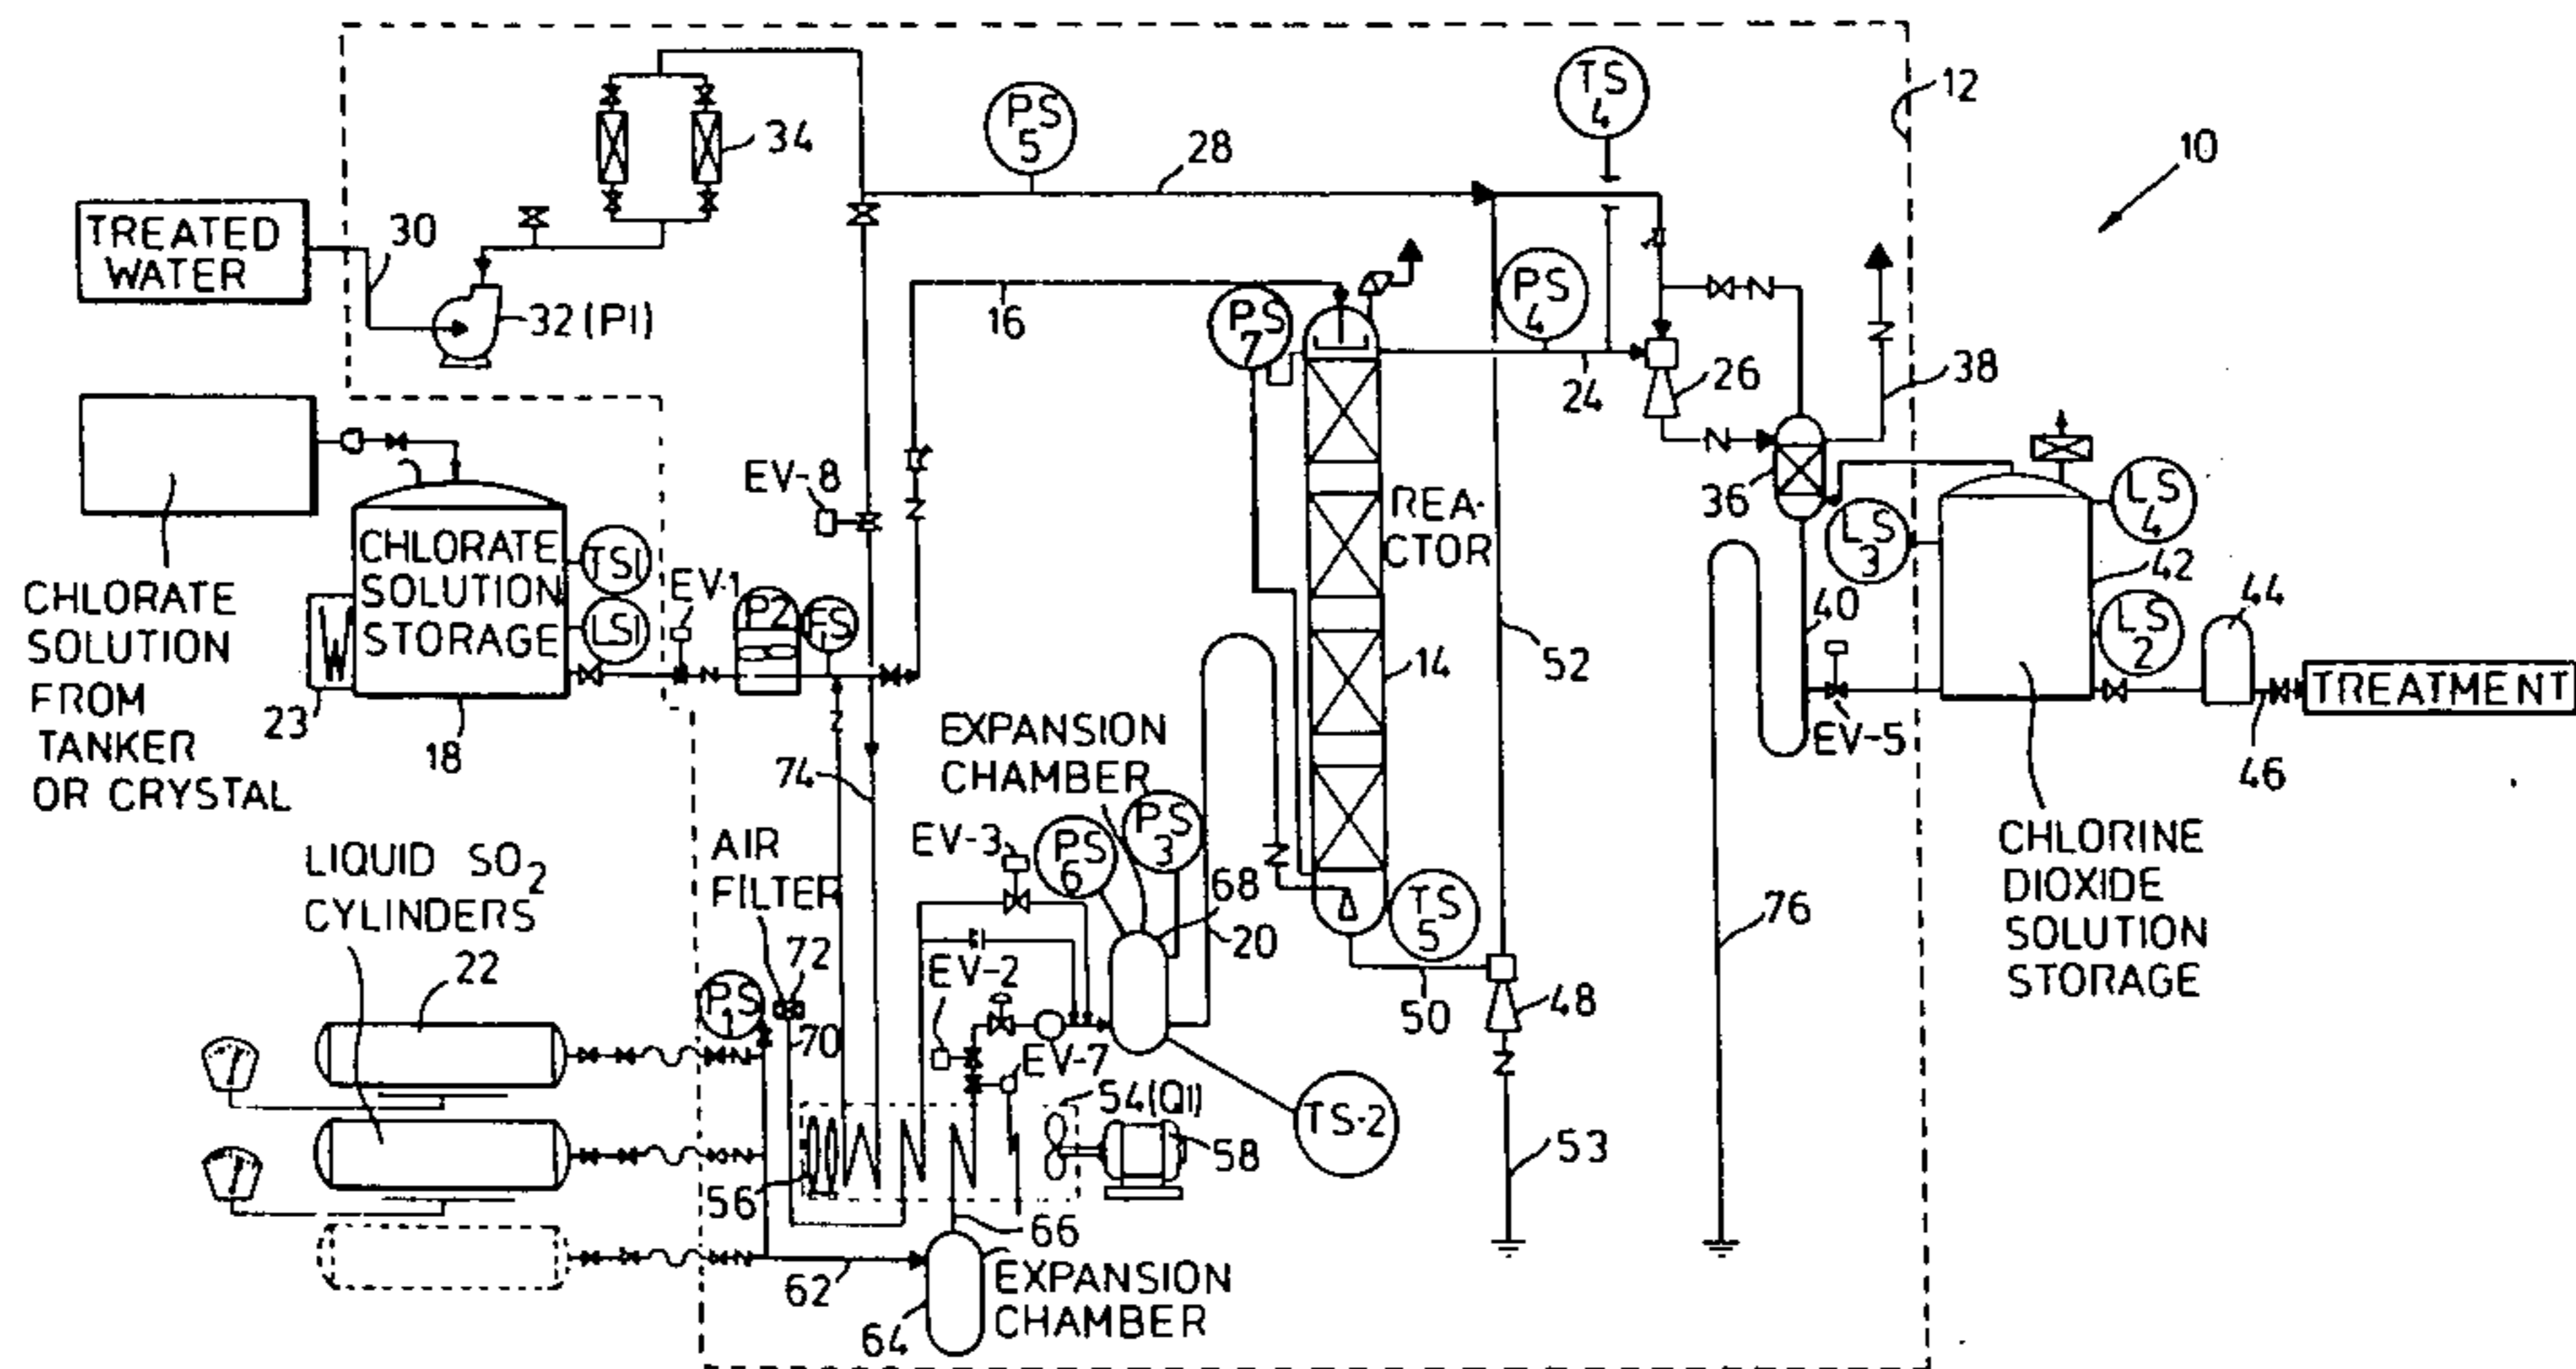 TS
4
12
PS
5
34
28
10
TREATED
WATER
30
32 (P1)
16
PS
7
PS
4
24
26
38
EV-8
REA-
CTOR
36
LS
3
LS
4
CHLORATE
SOLUTION
STORAGE
TS1
LS1
EV-1
P2
FS
1
CHLORATE
SOLUTION
FROM
TANKER
OR CRYSTAL
23
18
42
44
40
LS
2
14
52
TREATMENT
EV-5
46
EXPANSION
CHAMBER
74
AIR
FILTER
EV-3
PS
6
PS
3
68
20
TS
5
76
CHLORINE
DIOXIDE
SOLUTION
STORAGE
LIQUID SO2
CYLINDERS
22
PS
1
72
70
EV-2
EV-7
50
48
54(Q1)
58
TS-2
53
56
66
62
64
EXPANSION
CHAMBER